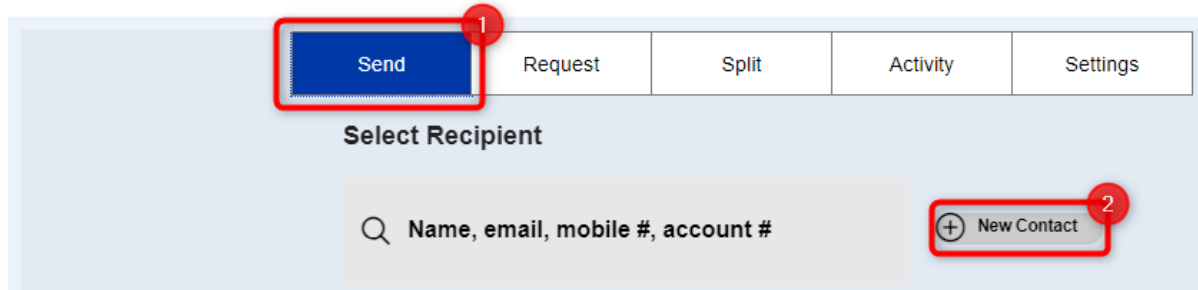 1
Send Request Split Activity Settings
Select Recipient
Name, email, mobile #, account #
2
New Contact